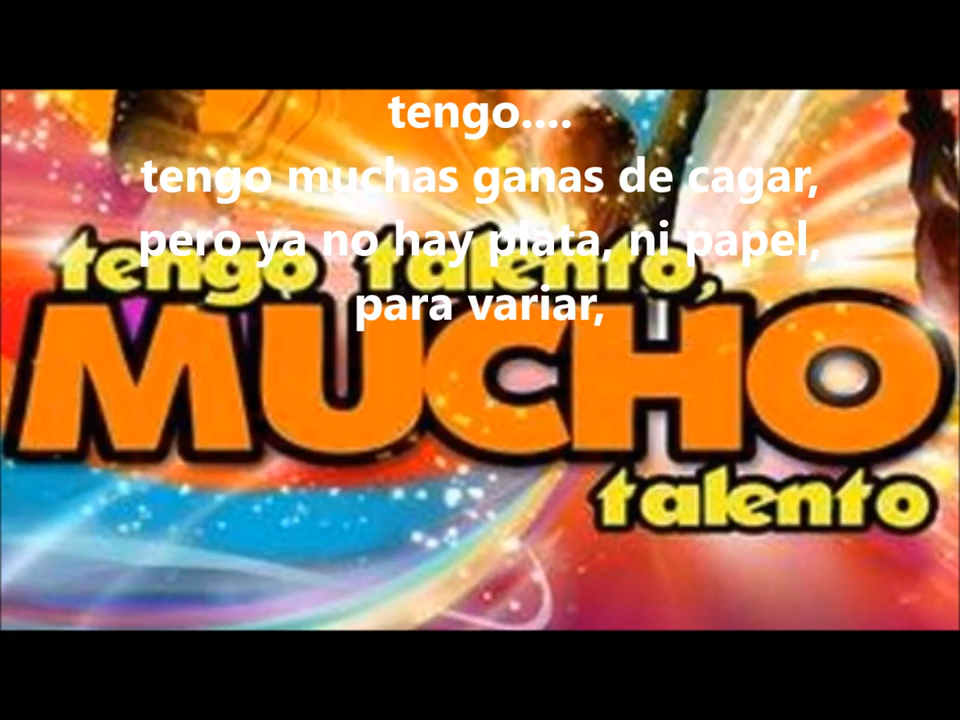 tengo....
tengo muchas ganas de cagar,
pero ya no hay plata, ni papel,
para variar,
tengo talento,
MUCHO
talento